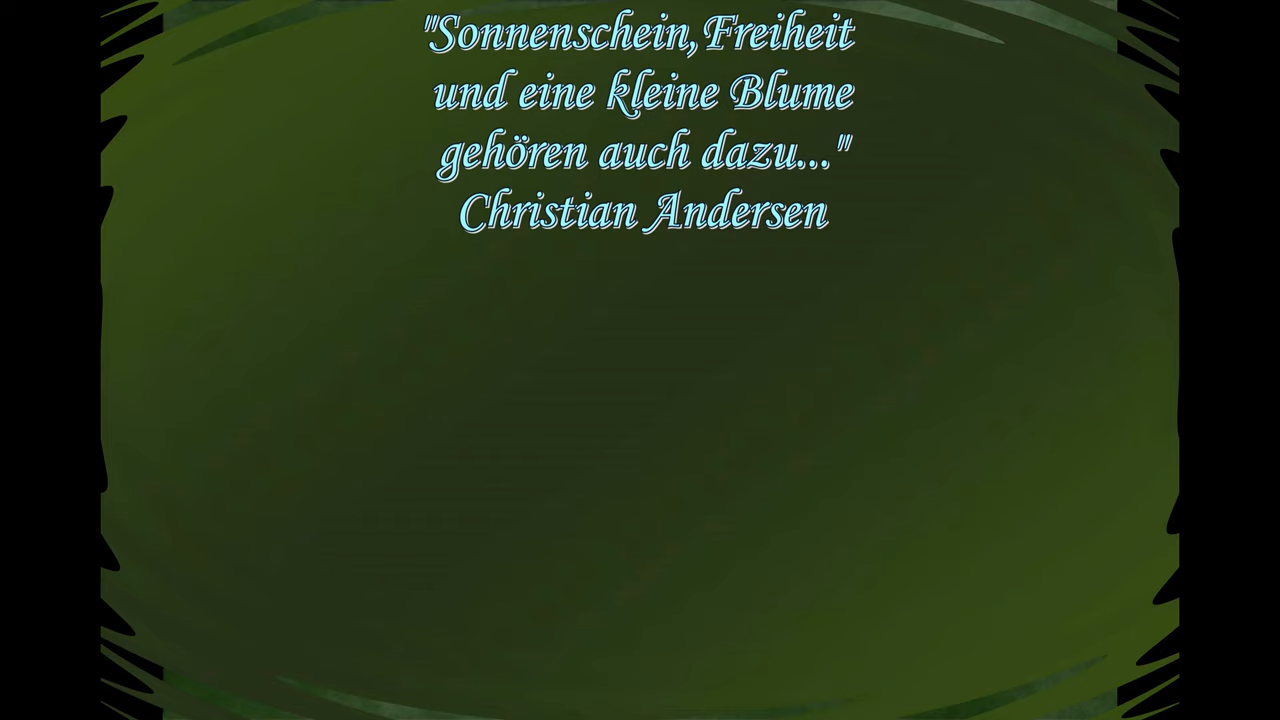 "Sonnenschein, Freiheit
und eine kleine Blume
gehören auch dazu..."
Christian Andersen